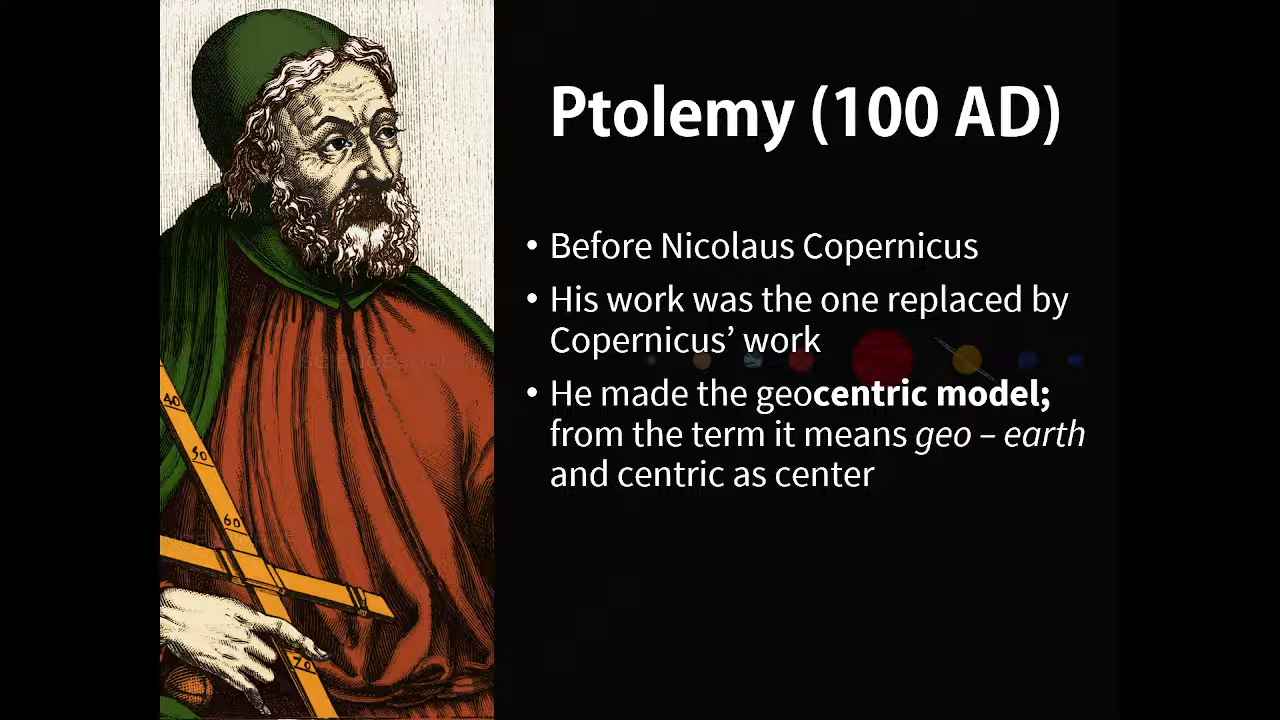 Ptolemy (100 AD)
• Before Nicolaus Copernicus
• His work was the one replaced by
Copernicus’ work
• He made the geocentric model;
from the term it means geo – earth
and centric as center
40
50
60
70